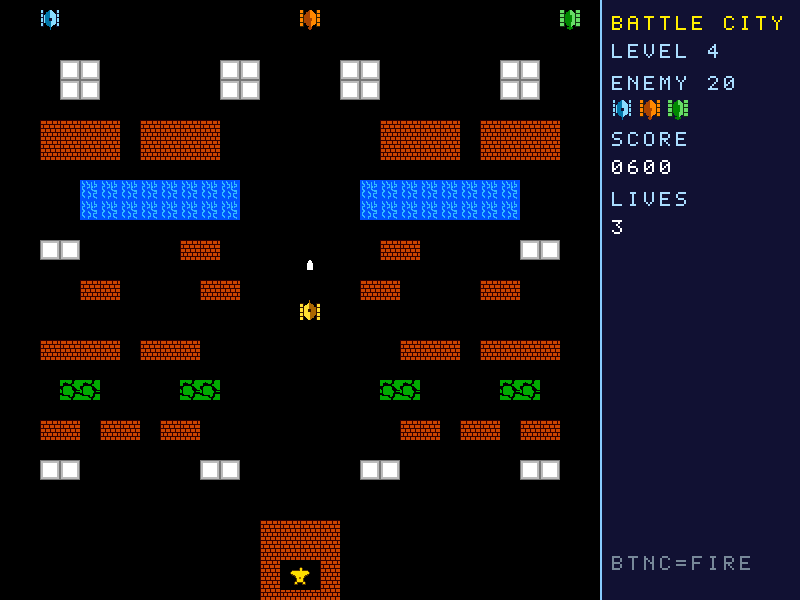 BATTLE CITY
LEVEL 4
ENEMY 20
SCORE
0600
LIVES
3
BTNC=FIRE